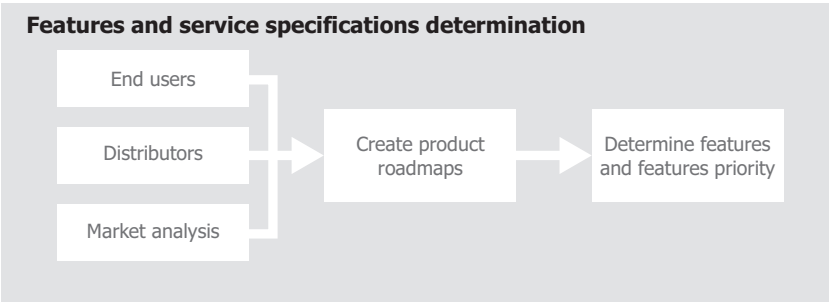 Features and service specifications determination
End users
Distributors
Market analysis
Create product
roadmaps
Determine features
and features priority